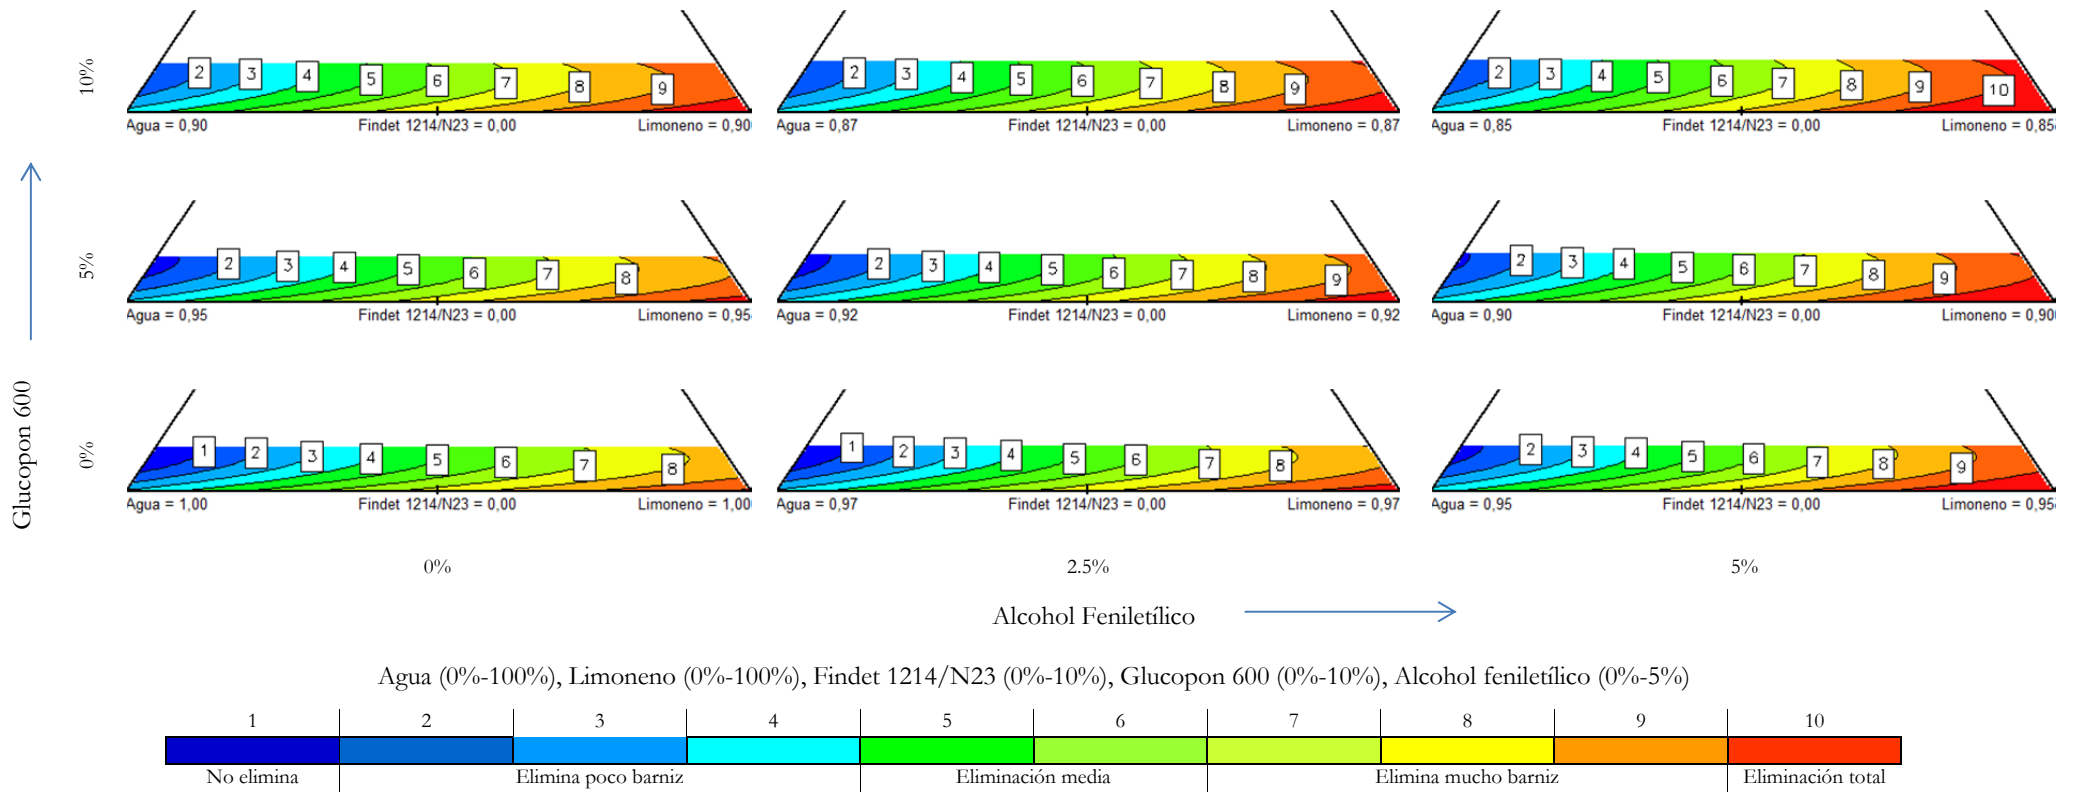 10%
2 3 4 5 6 7 8 9
Agua = 0,90 Findet 1214/N23 = 0,00 Limoneno = 0,90
2 3 4 5 6 7 8 9
Agua = 0,87 Findet 1214/N23 = 0,00 Limoneno = 0,87
2 3 4 5 6 7 8 9 10
Agua = 0,85 Findet 1214/N23 = 0,00 Limoneno = 0,85
5%
2 3 4 5 6 7 8
Agua = 0,95 Findet 1214/N23 = 0,00 Limoneno = 0,95
2 3 4 5 6 7 8 9
Agua = 0,92 Findet 1214/N23 = 0,00 Limoneno = 0,92
2 3 4 5 6 7 8 9
Agua = 0,90 Findet 1214/N23 = 0,00 Limoneno = 0,90
Glucopon 600
0%
1 2 3 4 5 6 7 8
Agua = 1,00 Findet 1214/N23 = 0,00 Limoneno = 1,00
1 2 3 4 5 6 7 8
Agua = 0,97 Findet 1214/N23 = 0,00 Limoneno = 0,97
2 3 4 5 6 7 8 9
Agua = 0,95 Findet 1214/N23 = 0,00 Limoneno = 0,95
0% 2.5% 5%
Alcohol Feniletílico
Agua (0%-100%), Limoneno (0%-100%), Findet 1214/N23 (0%-10%), Glucopon 600 (0%-10%), Alcohol feniletílico (0%-5%)
1 2 3 4 5 6 7 8 9 10
No elimina Elimina poco barniz Eliminación media Elimina mucho barniz Eliminación total